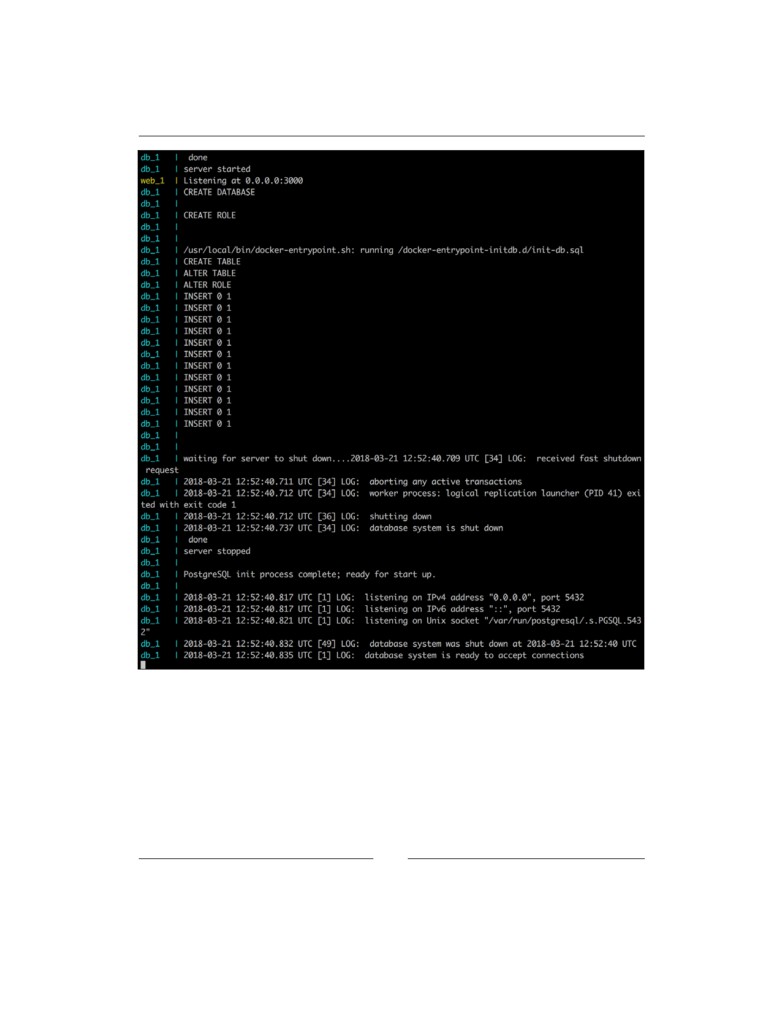 db_1   |  done
db_1   | server started
web_1  | Listening at 0.0.0.0:3000
db_1   | CREATE DATABASE
db_1   |
db_1   | CREATE ROLE
db_1   |
db_1   |
db_1   | /usr/local/bin/docker-entrypoint.sh: running /docker-entrypoint-initdb.d/init-db.sql
db_1   | CREATE TABLE
db_1   | ALTER TABLE
db_1   | ALTER ROLE
db_1   | INSERT 0 1
db_1   | INSERT 0 1
db_1   | INSERT 0 1
db_1   | INSERT 0 1
db_1   | INSERT 0 1
db_1   | INSERT 0 1
db_1   | INSERT 0 1
db_1   | INSERT 0 1
db_1   | INSERT 0 1
db_1   | INSERT 0 1
db_1   | INSERT 0 1
db_1   | INSERT 0 1
db_1   |
db_1   |
db_1   | waiting for server to shut down....2018-03-21 12:52:40.709 UTC [34] LOG:  received fast shutdown
 request
db_1   | 2018-03-21 12:52:40.711 UTC [34] LOG:  aborting any active transactions
db_1   | 2018-03-21 12:52:40.712 UTC [34] LOG:  worker process: logical replication launcher (PID 41) exi
ted with exit code 1
db_1   | 2018-03-21 12:52:40.712 UTC [36] LOG:  shutting down
db_1   | 2018-03-21 12:52:40.737 UTC [34] LOG:  database system is shut down
db_1   |  done
db_1   | server stopped
db_1   |
db_1   | PostgreSQL init process complete; ready for start up.
db_1   |
db_1   | 2018-03-21 12:52:40.817 UTC [1] LOG:  listening on IPv4 address "0.0.0.0", port 5432
db_1   | 2018-03-21 12:52:40.817 UTC [1] LOG:  listening on IPv6 address "::", port 5432
db_1   | 2018-03-21 12:52:40.821 UTC [1] LOG:  listening on Unix socket "/var/run/postgresql/.s.PGSQL.543
2"
db_1   | 2018-03-21 12:52:40.832 UTC [49] LOG:  database system was shut down at 2018-03-21 12:52:40 UTC
db_1   | 2018-03-21 12:52:40.835 UTC [1] LOG:  database system is ready to accept connections